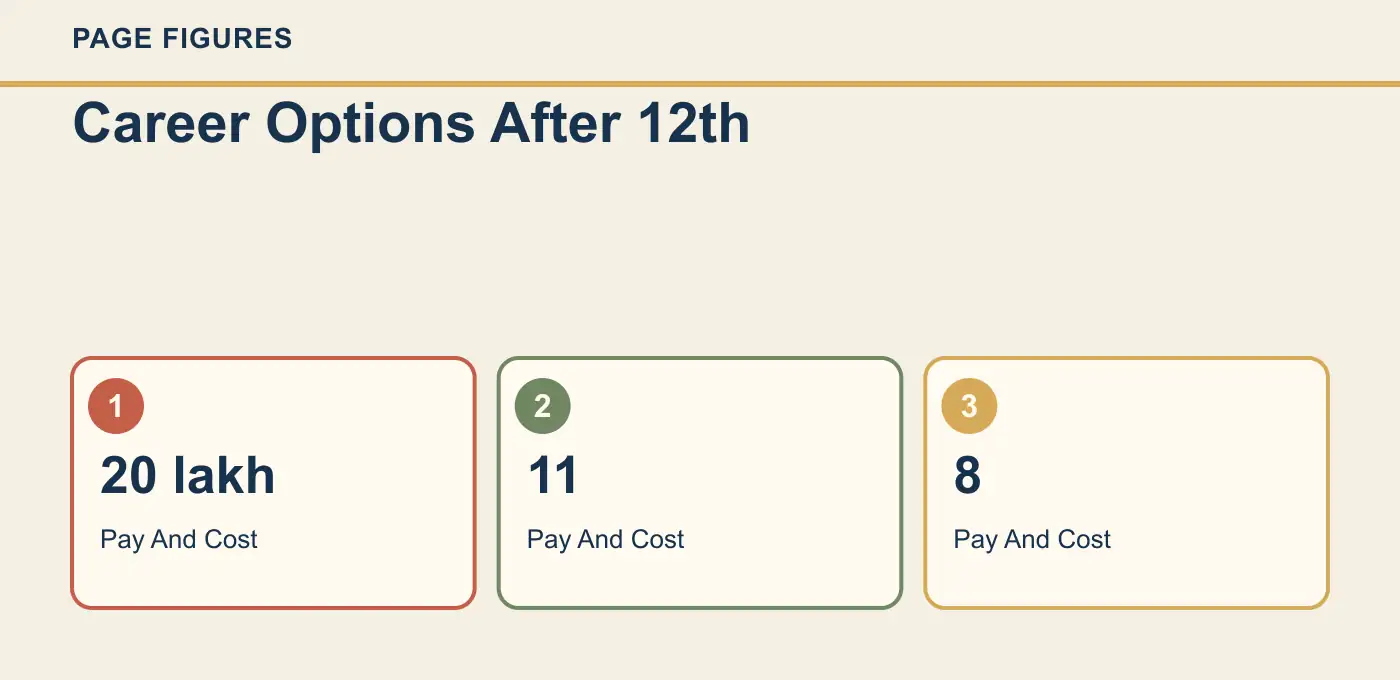 PAGE FIGURES
Career Options After 12th
1
20 lakh
Pay And Cost
2
11
Pay And Cost
3
8
Pay And Cost